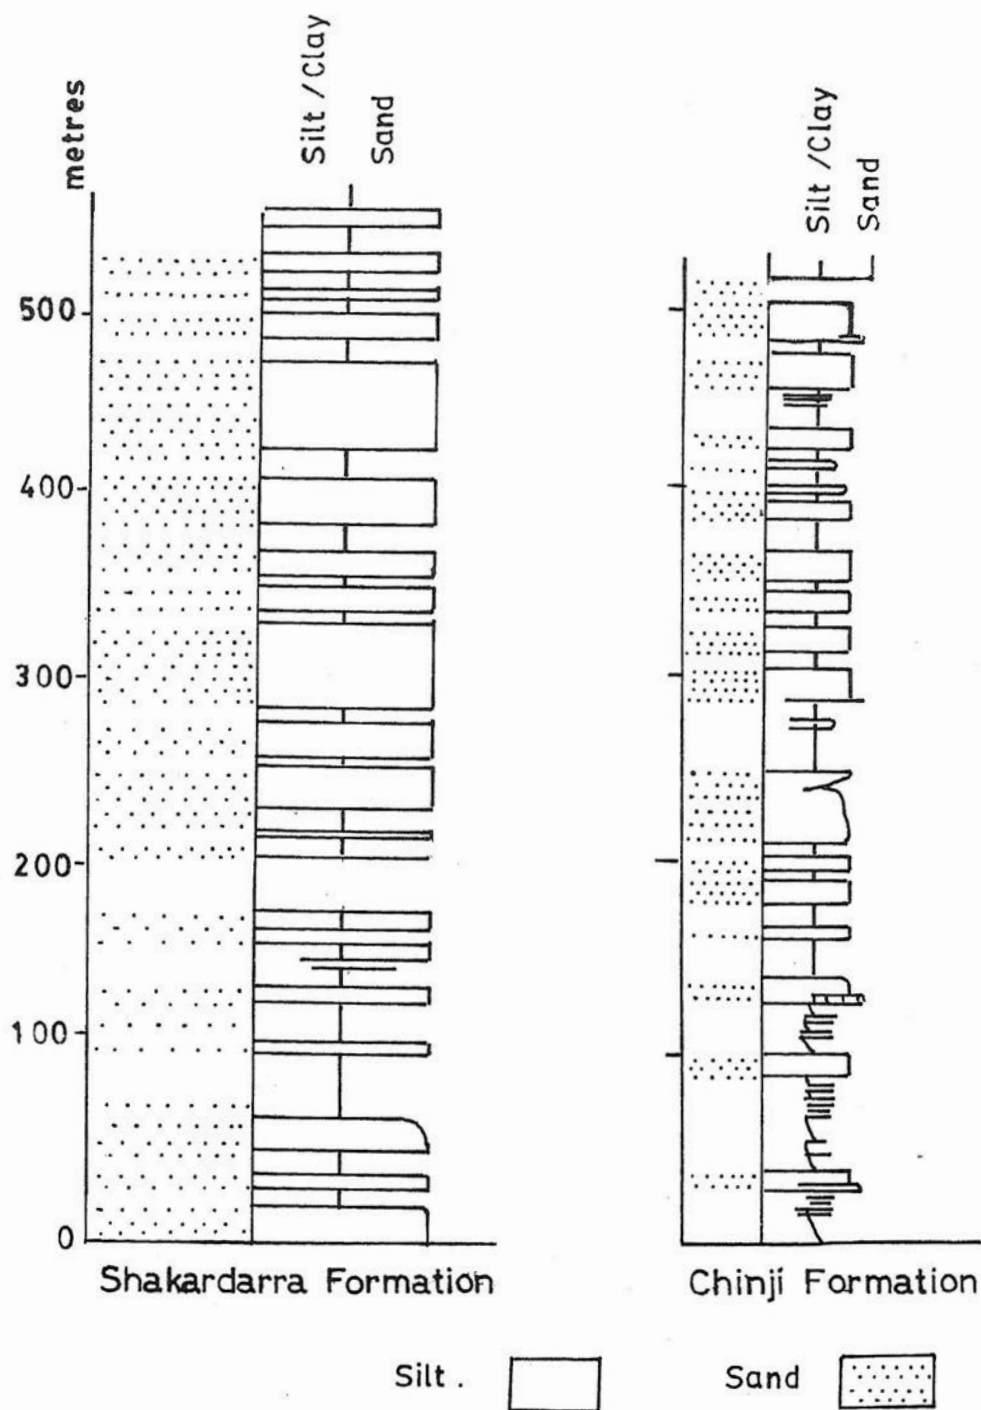 metres
Silt /Clay
Sand
500
400
300
200
100
0
Shakardarra Formation
Silt /Clay
Sand
Chinji Formation
Silt .
Sand